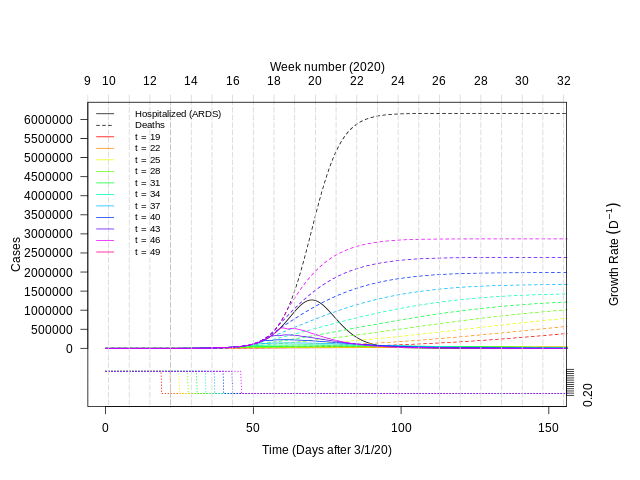 Week number (2020)
9 10 12 14 16 18 20 22 24 26 28 30 32
Cases
6000000
5500000
5000000
4500000
4000000
3500000
3000000
2500000
2000000
1500000
1000000
500000
0
Hospitalized (ARDS)
Deaths
t = 19
t = 22
t = 25
t = 28
t = 31
t = 34
t = 37
t = 40
t = 43
t = 46
t = 49
Growth Rate (D⁻¹)
0.20
0 50 100 150
Time (Days after 3/1/20)